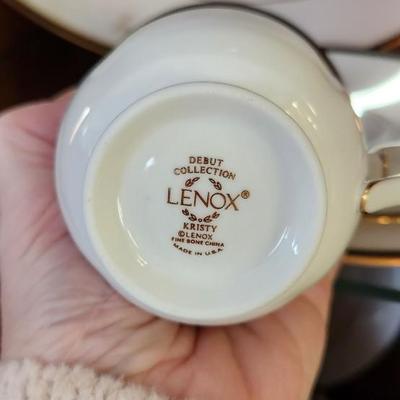 DEBUT
COLLECTION
LENOX®
KRISTY
©LENOX
FINE BONE CHINA
MADE IN U.S.A.